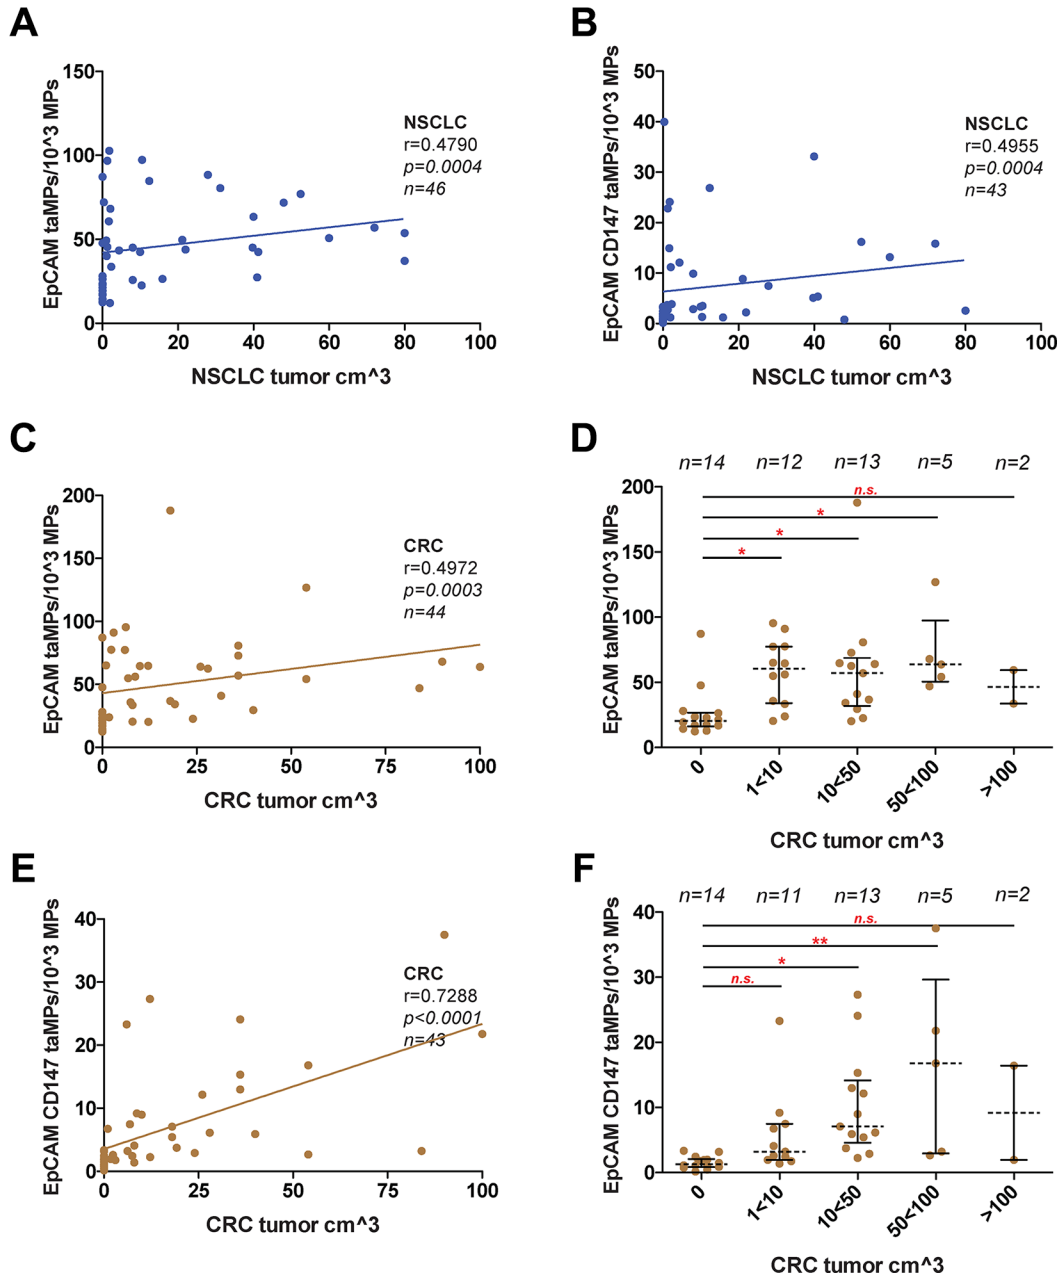 A
EpCAM taMPs/10^3 MPs
150
100
50
0
0 20 40 60 80 100
NSCLC tumor cm^3
NSCLC
r=0.4790
p=0.0004
n=46
B
EpCAM CD147 taMPs/10^3 MPs
50
40
30
20
10
0
0 20 40 60 80 100
NSCLC tumor cm^3
NSCLC
r=0.4955
p=0.0004
n=43
C
EpCAM taMPs/10^3 MPs
200
150
100
50
0
0 25 50 75 100
CRC tumor cm^3
CRC
r=0.4972
p=0.0003
n=44
D
n=14 n=12 n=13 n=5 n=2
EpCAM taMPs/10^3 MPs
200
150
100
50
0
n.s.
*
*
*
0 1<10 10<50 50<100 >100
CRC tumor cm^3
E
EpCAM CD147 taMPs/10^3 MPs
40
30
20
10
0
0 25 50 75 100
CRC tumor cm^3
CRC
r=0.7288
p<0.0001
n=43
F
n=14 n=11 n=13 n=5 n=2
EpCAM CD147 taMPs/10^3 MPs
40
30
20
10
0
n.s.
**
*
n.s.
0 1<10 10<50 50<100 >100
CRC tumor cm^3